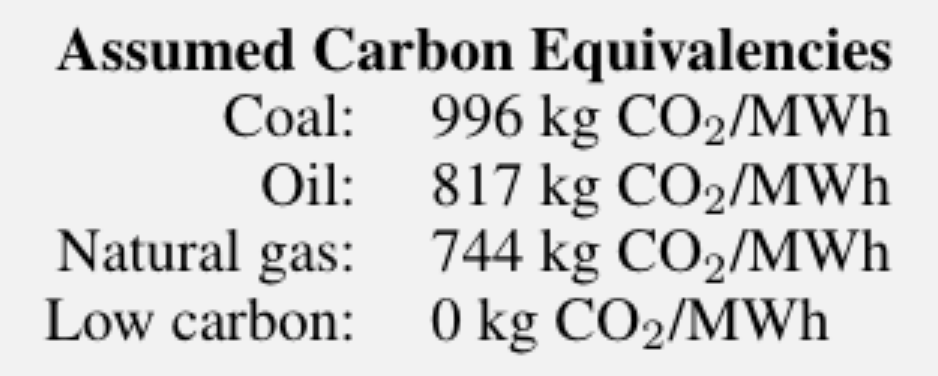 Assumed Carbon Equivalencies
Coal: 996 kg CO₂/MWh
Oil: 817 kg CO₂/MWh
Natural gas: 744 kg CO₂/MWh
Low carbon: 0 kg CO₂/MWh